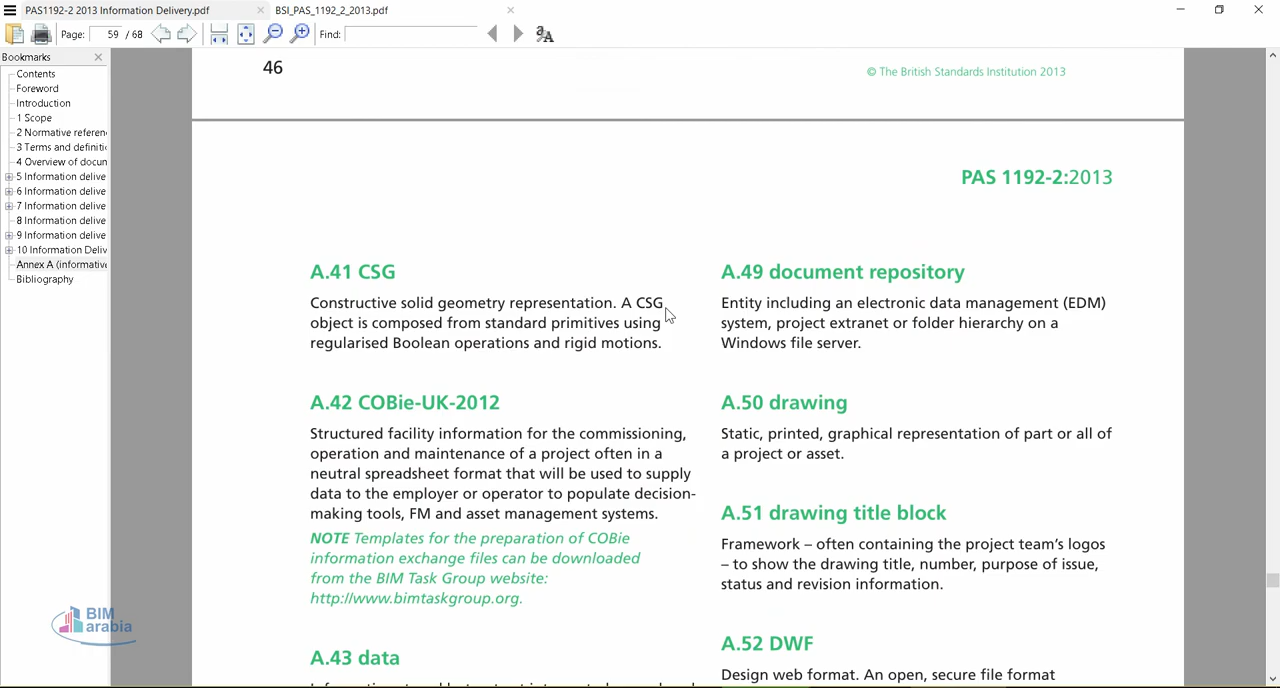 PAS1192-2 2013 Information Delivery.pdf
BSI_PAS_1192_2_2013.pdf
Page: 59 / 68
Find:
Bookmarks
Contents
Foreword
Introduction
1 Scope
2 Normative referen
3 Terms and definitic
4 Overview of docun
5 Information delive
6 Information delive
7 Information delive
8 Information delive
9 Information delive
10 Information Deliv
Annex A (informative
Bibliography
46
© The British Standards Institution 2013
PAS 1192-2:2013
A.41 CSG
Constructive solid geometry representation. A CSG
object is composed from standard primitives using
regularised Boolean operations and rigid motions.
A.42 COBie-UK-2012
Structured facility information for the commissioning,
operation and maintenance of a project often in a
neutral spreadsheet format that will be used to supply
data to the employer or operator to populate decision-
making tools, FM and asset management systems.
NOTE Templates for the preparation of COBie
information exchange files can be downloaded
from the BIM Task Group website:
http://www.bimtaskgroup.org.
A.43 data
A.49 document repository
Entity including an electronic data management (EDM)
system, project extranet or folder hierarchy on a
Windows file server.
A.50 drawing
Static, printed, graphical representation of part or all of
a project or asset.
A.51 drawing title block
Framework – often containing the project team's logos
– to show the drawing title, number, purpose of issue,
status and revision information.
A.52 DWF
Design web format. An open, secure file format
BIM
arabia